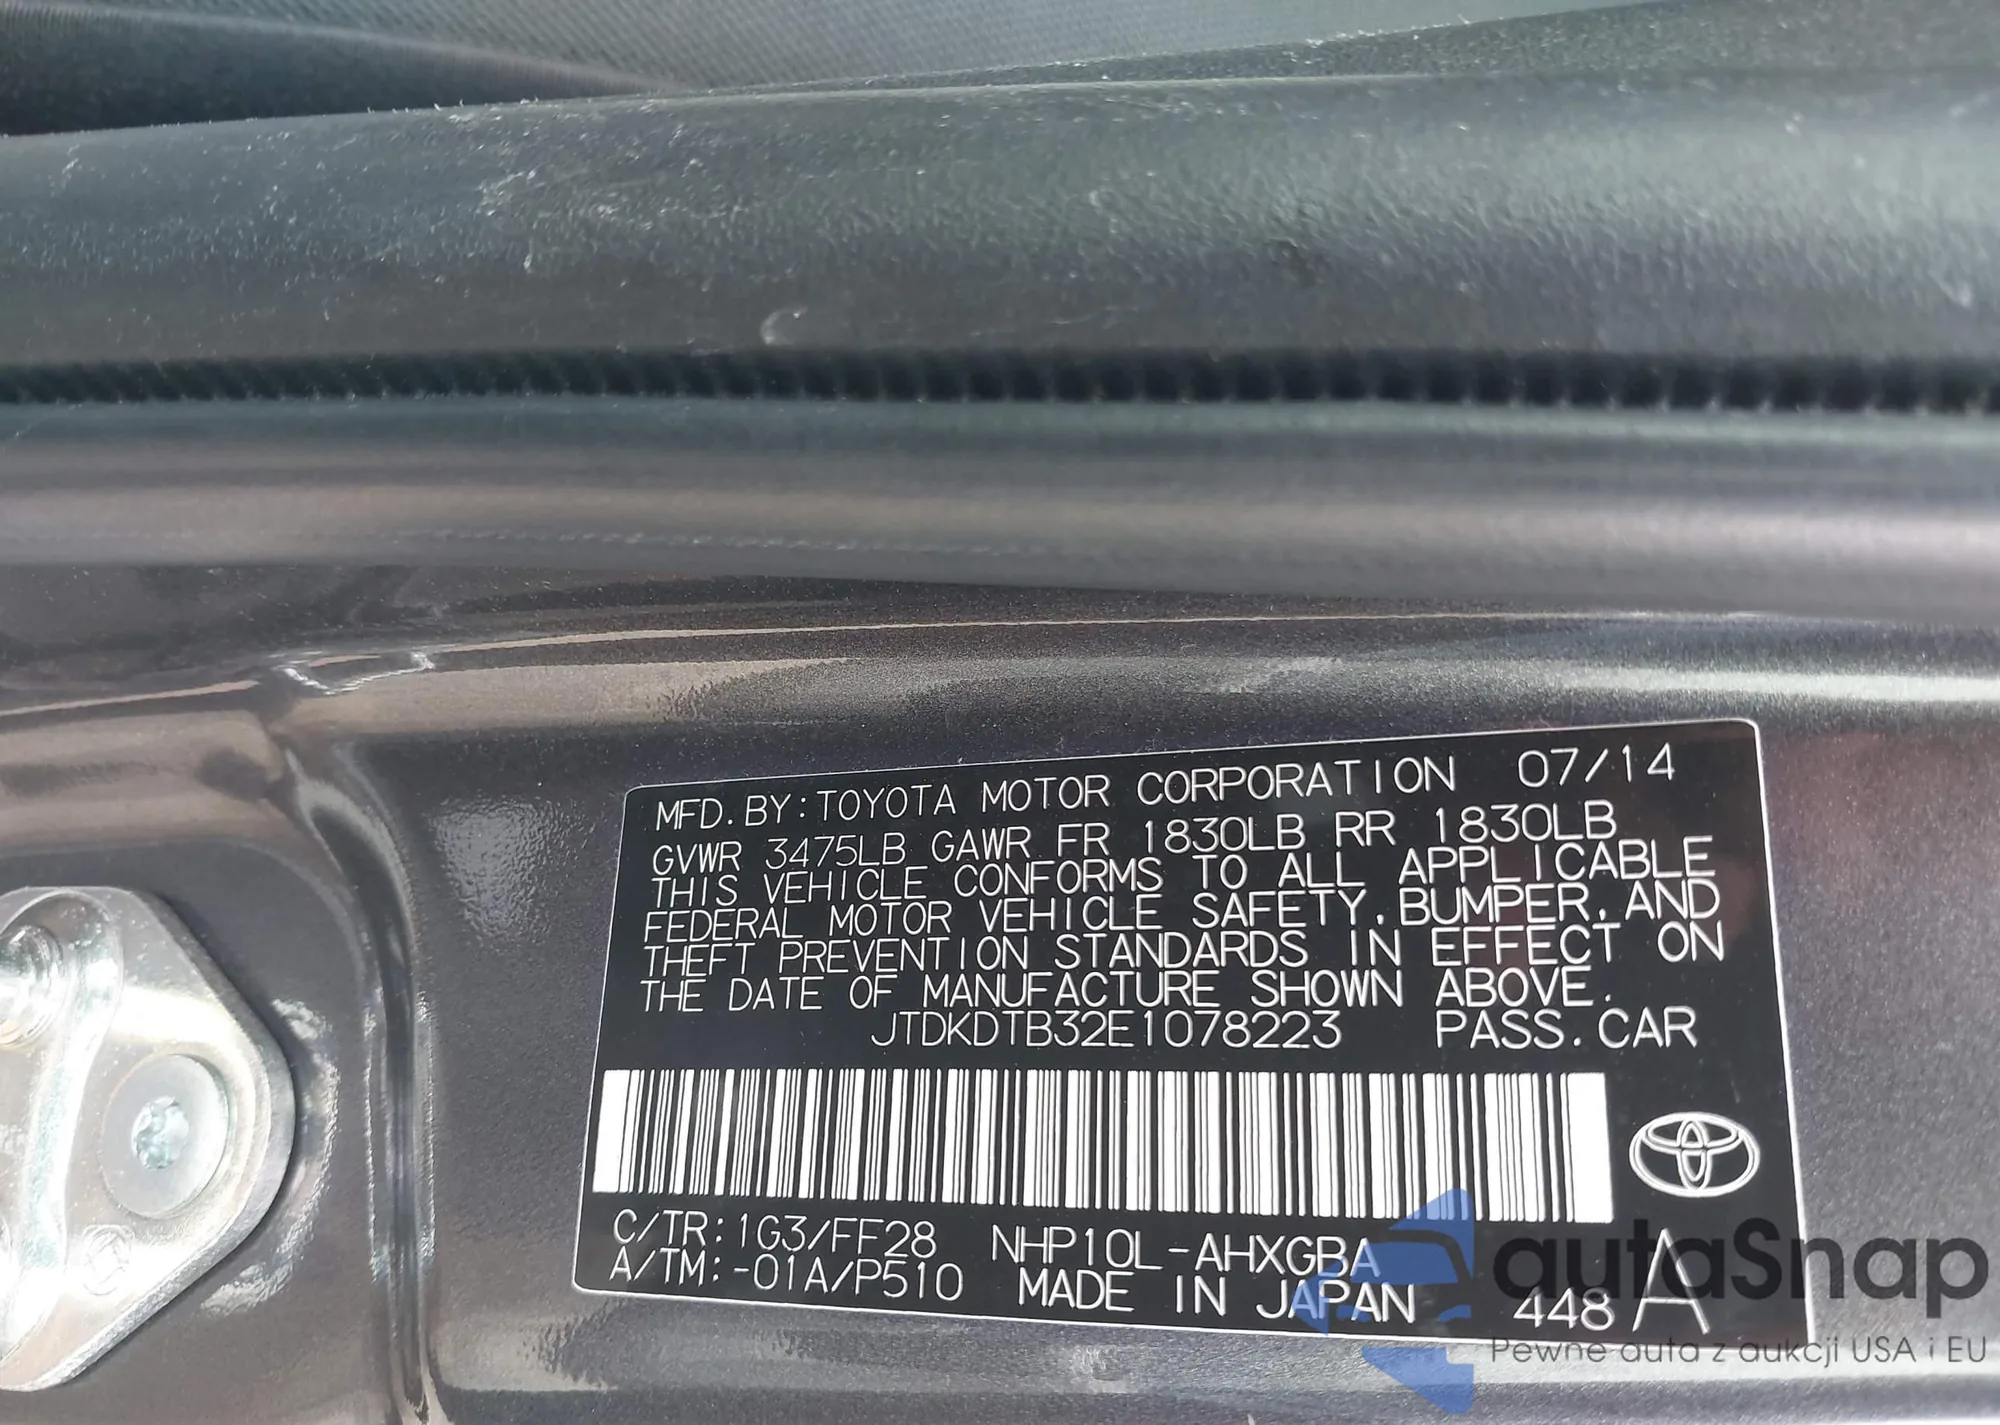 MFD. BY: TOYOTA MOTOR CORPORATION 07/14
GVWR 3475LB GAWR FR 1830LB RR 1830LB
THIS VEHICLE CONFORMS TO ALL APPLICABLE
FEDERAL MOTOR VEHICLE SAFETY, BUMPER, AND
THEFT PREVENTION STANDARDS IN EFFECT ON
THE DATE OF MANUFACTURE SHOWN ABOVE.
JTDKDTB32E1078223 PASS. CAR
C/TR: 1G3/FF28 NHP10L-AHXGBA
A/TM: -01A/P510 MADE IN JAPAN 448 A
autaSnap
Pewne auta z aukcji USA i EU